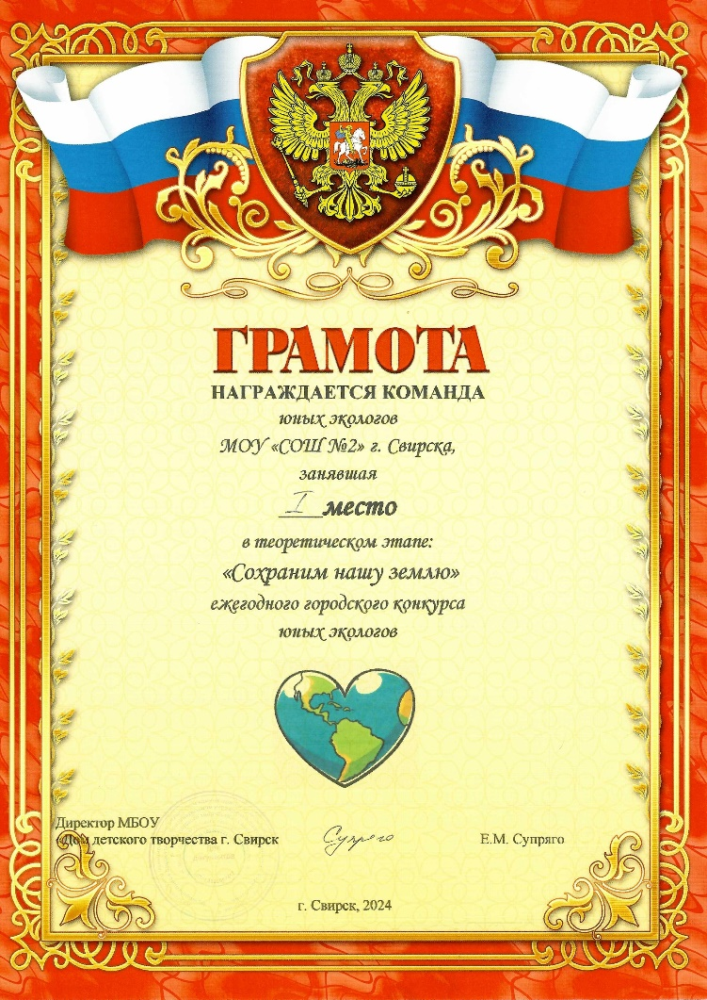 ГРАМОТА
НАГРАЖДАЕТСЯ КОМАНДА
юных экологов
МОУ «СОШ №2» г. Свирска,
занявшая
I место
в теоретическом этапе:
«Сохраним нашу землю»
ежегодного городского конкурса
юных экологов
Директор МБОУ
«Дом детского творчества г. Свирск Супряго Е.М. Супряго
г. Свирск, 2024